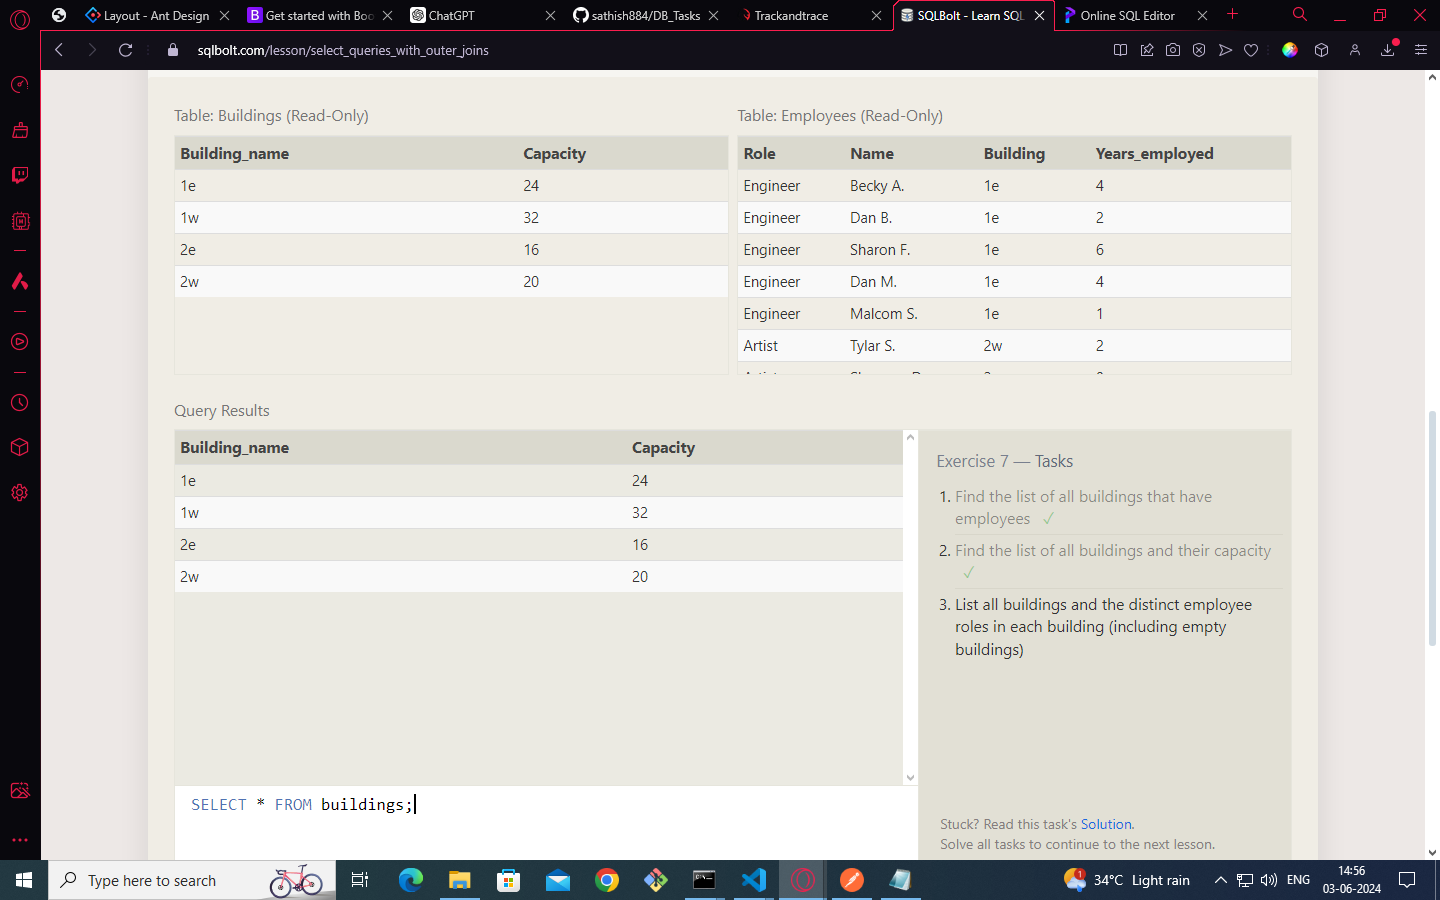 Layout - Ant Design
Get started with Boo
ChatGPT
sathish884/DB_Tasks
Trackandtrace
SQLBolt - Learn SQL
Online SQL Editor
sqlbolt.com/lesson/select_queries_with_outer_joins
Table: Buildings (Read-Only)
Building_name Capacity
1e 24
1w 32
2e 16
2w 20
Table: Employees (Read-Only)
Role Name Building Years_employed
Engineer Becky A. 1e 4
Engineer Dan B. 1e 2
Engineer Sharon F. 1e 6
Engineer Dan M. 1e 4
Engineer Malcom S. 1e 1
Artist Tylar S. 2w 2
Query Results
Building_name Capacity
1e 24
1w 32
2e 16
2w 20
Exercise 7 — Tasks
1. Find the list of all buildings that have
employees ✓
2. Find the list of all buildings and their capacity
✓
3. List all buildings and the distinct employee
roles in each building (including empty
buildings)
SELECT * FROM buildings;
Stuck? Read this task's Solution.
Solve all tasks to continue to the next lesson.
Type here to search
1
34°C Light rain
ENG
14:56
03-06-2024